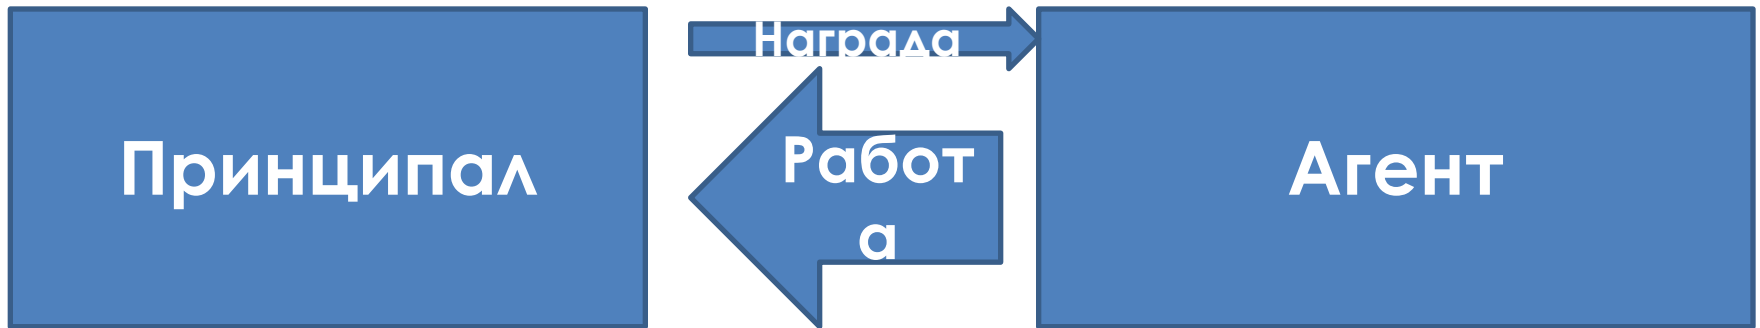 Принципал
Награда
Работ
а
Агент